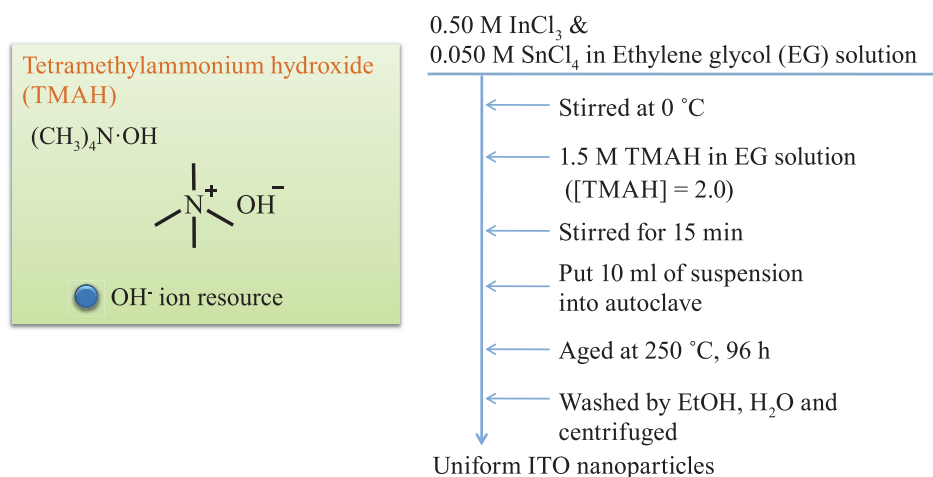 Tetramethylammonium hydroxide
(TMAH)
(CH₃)₄N·OH
N⁺ OH⁻
OH⁻ ion resource
0.50 M InCl₃ &
0.050 M SnCl₄ in Ethylene glycol (EG) solution
Stirred at 0 ˚C
1.5 M TMAH in EG solution
([TMAH] = 2.0)
Stirred for 15 min
Put 10 ml of suspension
into autoclave
Aged at 250 ˚C, 96 h
Washed by EtOH, H₂O and
centrifuged
Uniform ITO nanoparticles